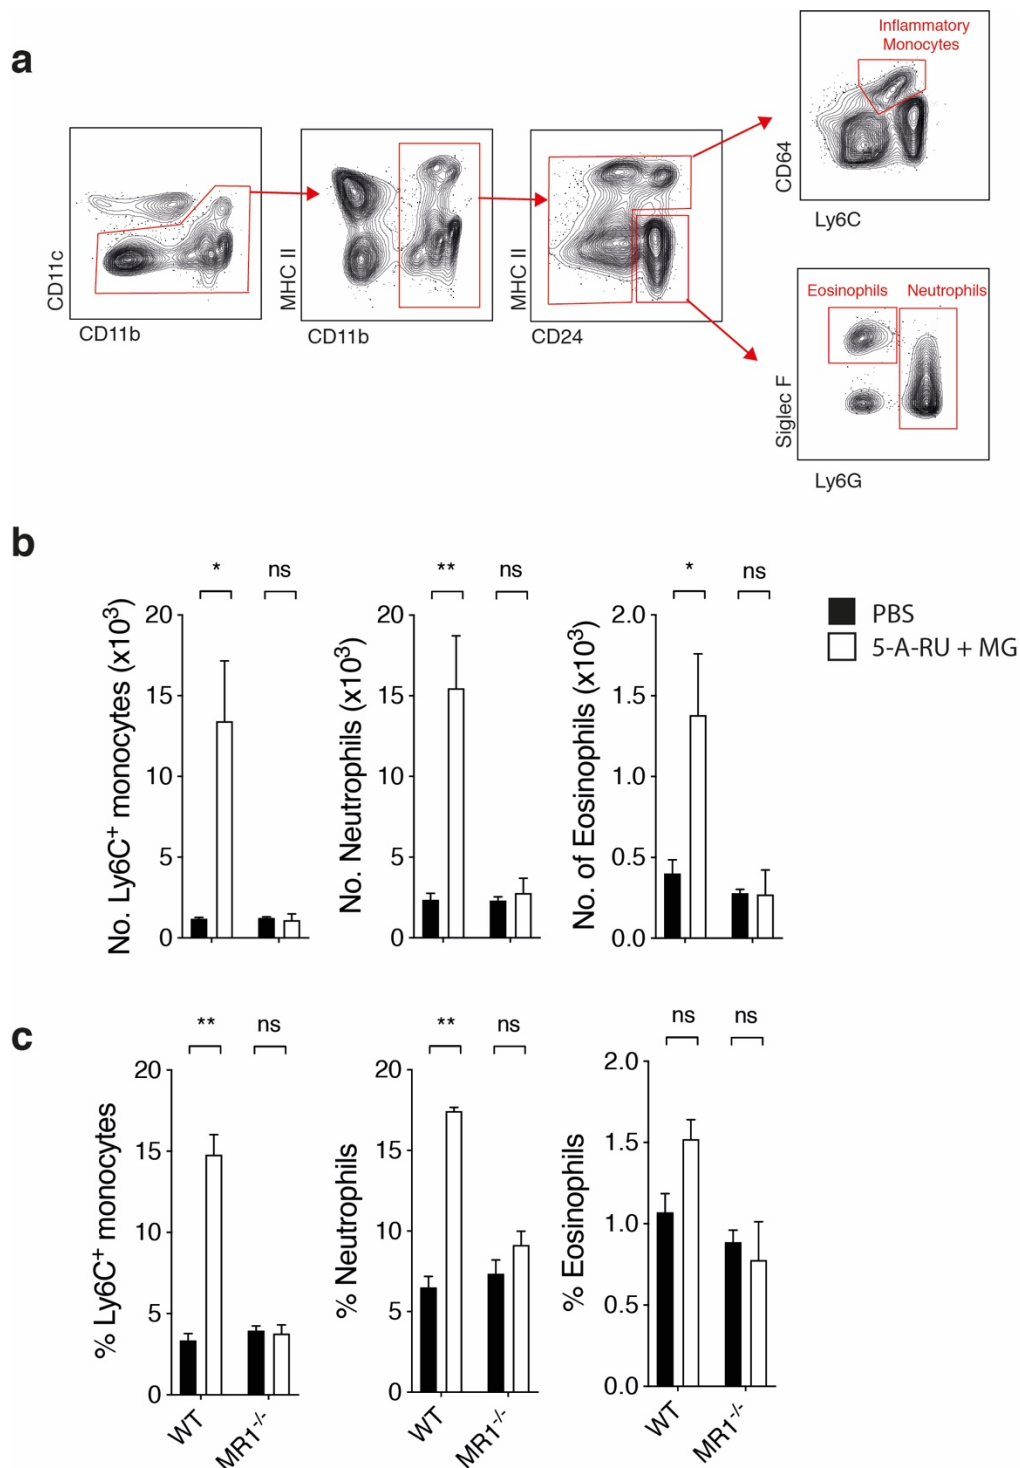 a
Inflammatory
Monocytes
CD64
Ly6C
CD11c
CD11b
MHC II
CD11b
MHC II
CD24
Eosinophils
Neutrophils
Siglec F
Ly6G
b
* ns
** ns
* ns
PBS
5-A-RU + MG
No. Ly6C⁺ monocytes (x10³)
20
15
10
5
0
No. Neutrophils (x10³)
20
15
10
5
0
No. of Eosinophils (x10³)
2.0
1.5
1.0
0.5
0.0
c
** ns
** ns
ns ns
% Ly6C⁺ monocytes
20
15
10
5
0
WT
MR1⁻/⁻
% Neutrophils
20
15
10
5
0
WT
MR1⁻/⁻
% Eosinophils
2.0
1.5
1.0
0.5
0.0
WT
MR1⁻/⁻